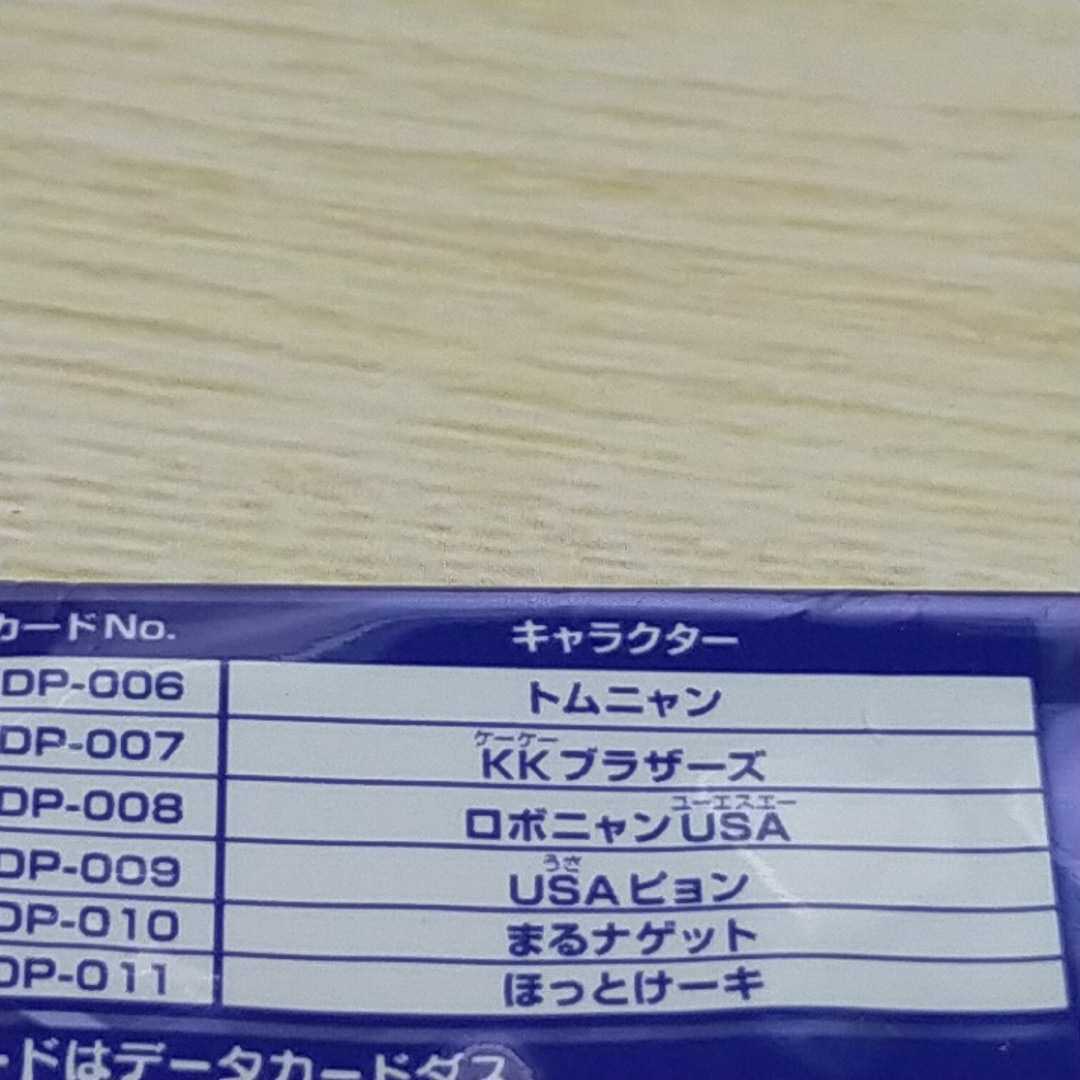 カードNo. キャラクター
DP-006 トムニャン
ケーケー
DP-007 KKブラザーズ
ユーエスエー
DP-008 ロボニャンUSA
うさ
DP-009 USAピョン
DP-010 まるナゲット
DP-011 ほっとけーキ
ードはデータカードダス